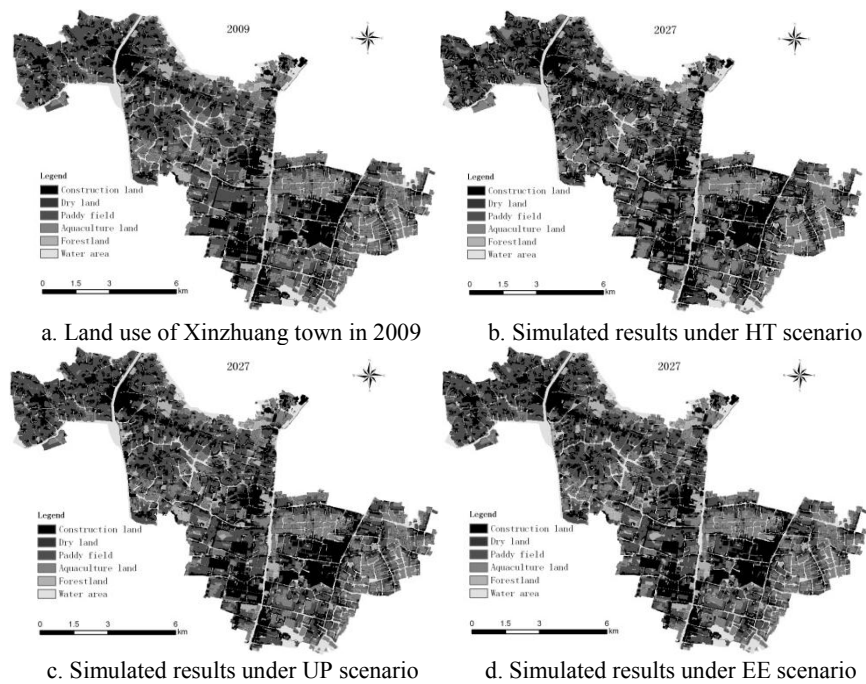 2009
Legend
Construction land
Dry land
Paddy field
Aquaculture land
Forestland
Water area
0 1.5 3 6
km
a. Land use of Xinzhuang town in 2009
2027
Legend
Construction land
Dry land
Paddy field
Aquaculture land
Forestland
Water area
0 1.5 3 6
km
b. Simulated results under HT scenario
2027
Legend
Construction land
Dry land
Paddy field
Aquaculture land
Forestland
Water area
0 1.5 3 6
km
c. Simulated results under UP scenario
2027
Legend
Construction land
Dry land
Paddy field
Aquaculture land
Forestland
Water area
0 1.5 3 6
km
d. Simulated results under EE scenario